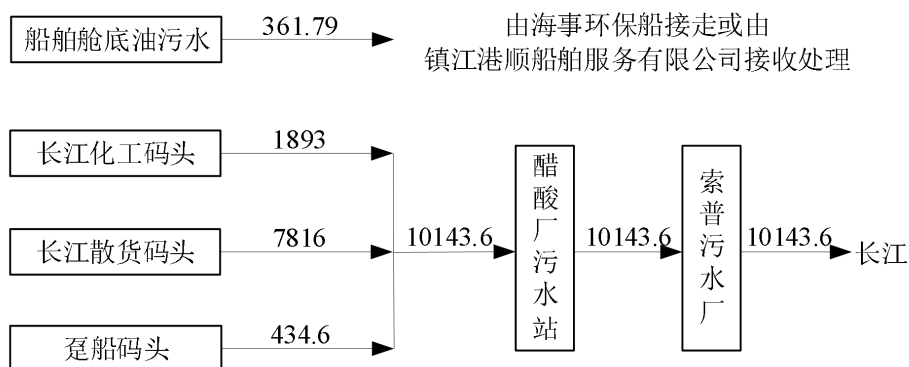 船舶舱底油污水
361.79
由海事环保船接走或由
镇江港顺船舶服务有限公司接收处理
长江化工码头
1893
长江散货码头
7816
趸船码头
434.6
10143.6
醋酸厂污水站
10143.6
索普污水厂
10143.6
长江